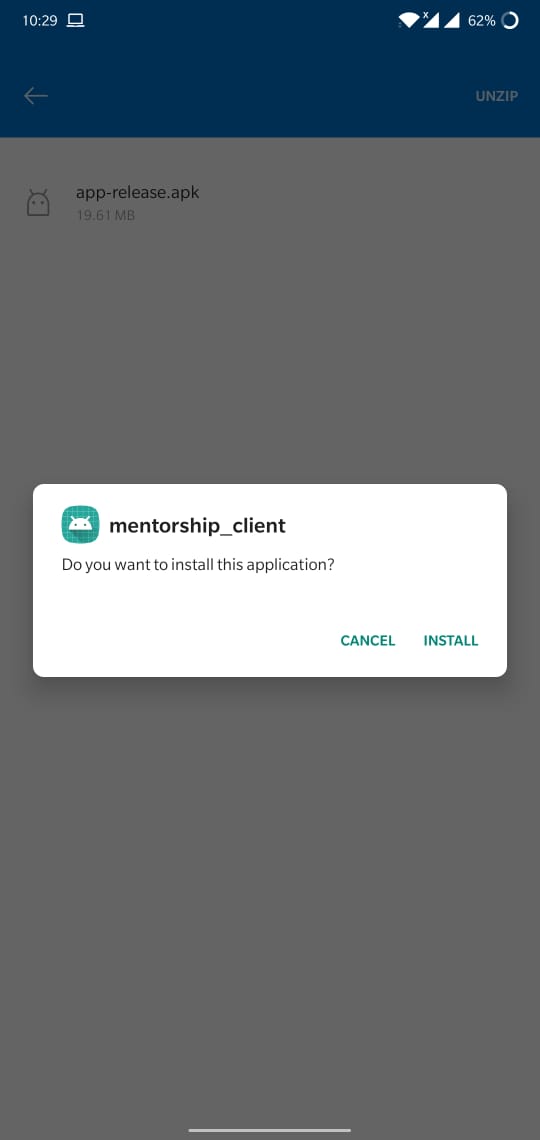 10:29
x
62%
UNZIP
app-release.apk
19.61 MB
mentorship_client
Do you want to install this application?
CANCEL INSTALL